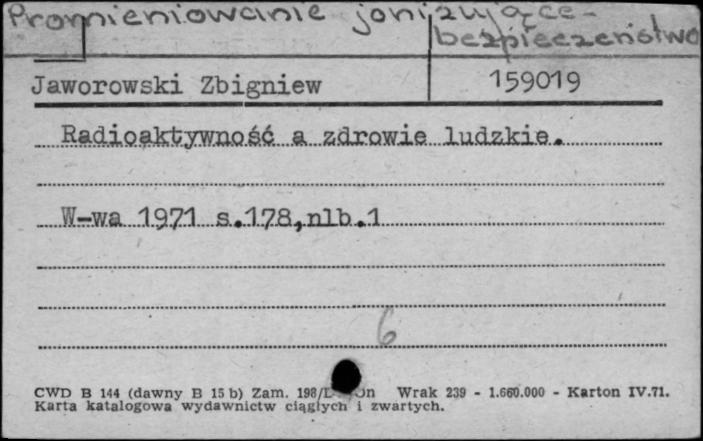 Promieniowanie jonizujące-
bezpieczeństwo
Jaworowski Zbigniew 159019
Radioaktywność a zdrowie ludzkie.
W-wa 1971 s.178,nlb.1
6
CWD B 144 (dawny B 15 b) Zam. 198/ Wrak 239 - 1.660.000 - Karton IV.71.
Karta katalogowa wydawnictw ciągłych i zwartych.